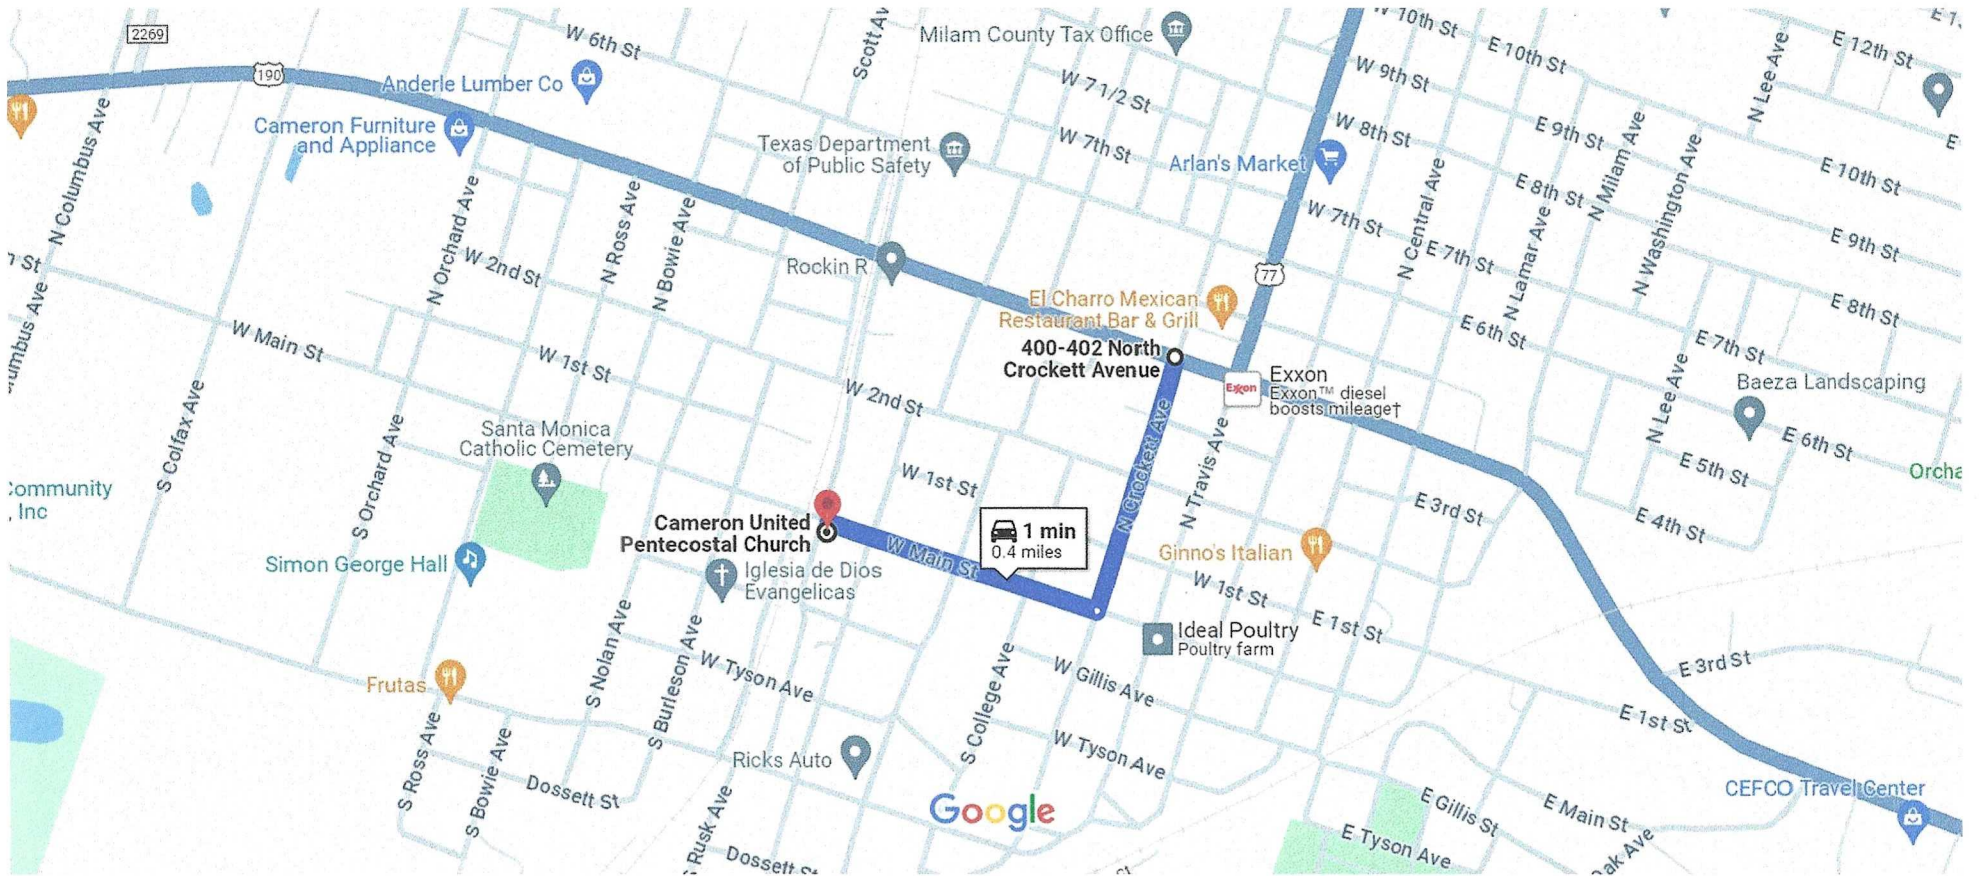 2269
190
Anderle Lumber Co
Cameron Furniture
and Appliance
W 6th St
Scott Av
Milam County Tax Office
W 7 1/2 St
W 7th St
Texas Department
of Public Safety
Arlan's Market
W 10th St
E 10th St
W 9th St
W 8th St
E 9th St
E 8th St
W 7th St
E 7th St
E 12th St
E 10th St
E 9th St
E 8th St
E 7th St
E 6th St
E 6th St
E 5th St
E 4th St
E 3rd St
E 3rd St
N Lee Ave
N Milam Ave
N Washington Ave
N Central Ave
N Lamar Ave
N Lee Ave
77
N Columbus Ave
N Orchard Ave
N Ross Ave
N Bowie Ave
W 2nd St
Rockin R
El Charro Mexican
Restaurant Bar & Grill
400-402 North
Crockett Avenue
Exxon
Exxon
Exxon™ diesel
boosts mileage†
Baeza Landscaping
Orcha
n St
umbus Ave
W Main St
W 1st St
W 2nd St
S Colfax Ave
S Orchard Ave
Santa Monica
Catholic Cemetery
Community
, Inc
W 1st St
N Crockett Ave
N Travis Ave
Cameron United
Pentecostal Church
W Main St
1 min
0.4 miles
Ginno's Italian
W 1st St
E 1st St
Simon George Hall
Iglesia de Dios
Evangelicas
Ideal Poultry
Poultry farm
Frutas
S Nolan Ave
S Burleson Ave
W Tyson Ave
S College Ave
W Gillis Ave
W Tyson Ave
E 1st St
S Ross Ave
S Bowie Ave
Dossett St
Ricks Auto
S Rusk Ave
Dossett St
Google
CEFCO Travel Center
E Gillis St
E Main St
E Tyson Ave
Oak Ave